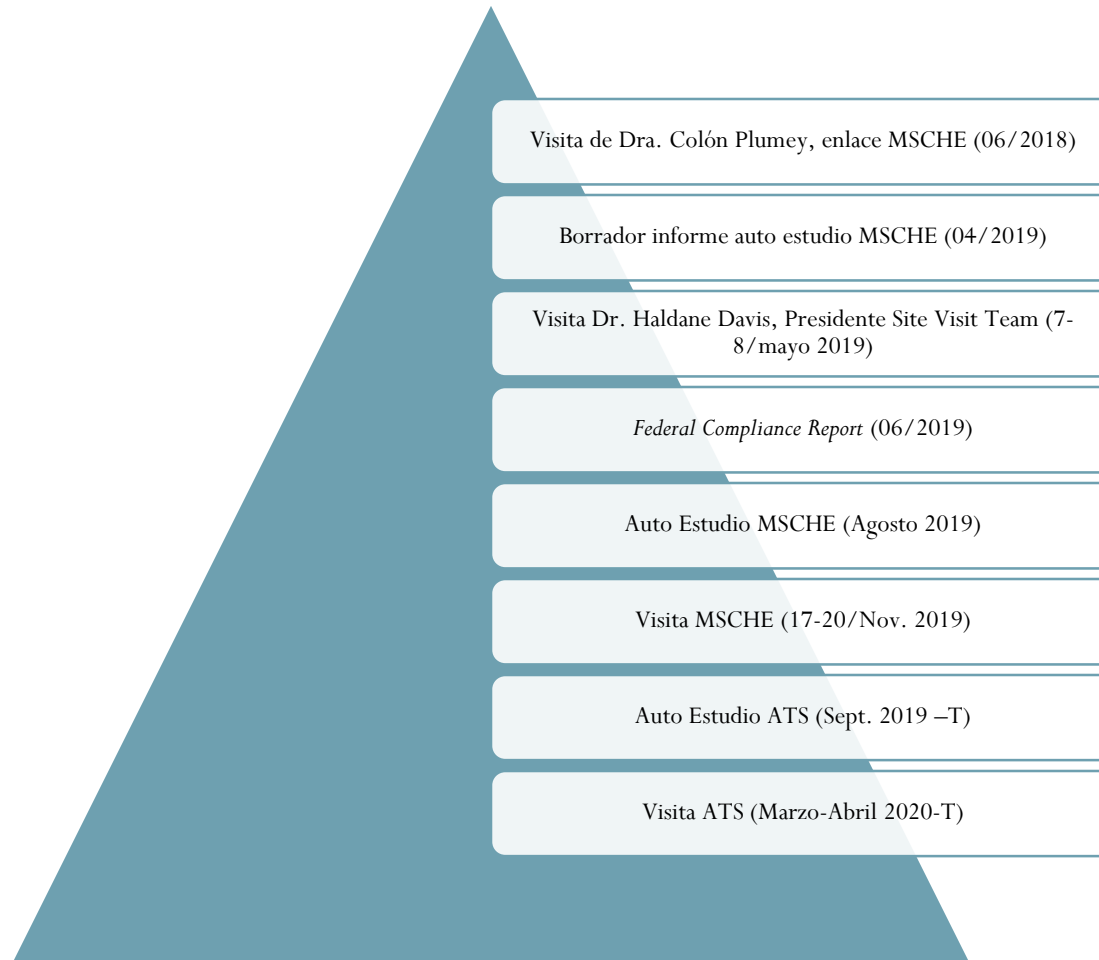 Visita de Dra. Colón Plumey, enlace MSCHE (06/2018)
Borrador informe auto estudio MSCHE (04/2019)
Visita Dr. Haldane Davis, Presidente Site Visit Team (7-
8/mayo 2019)
Federal Compliance Report (06/2019)
Auto Estudio MSCHE (Agosto 2019)
Visita MSCHE (17-20/Nov. 2019)
Auto Estudio ATS (Sept. 2019 –T)
Visita ATS (Marzo-Abril 2020-T)